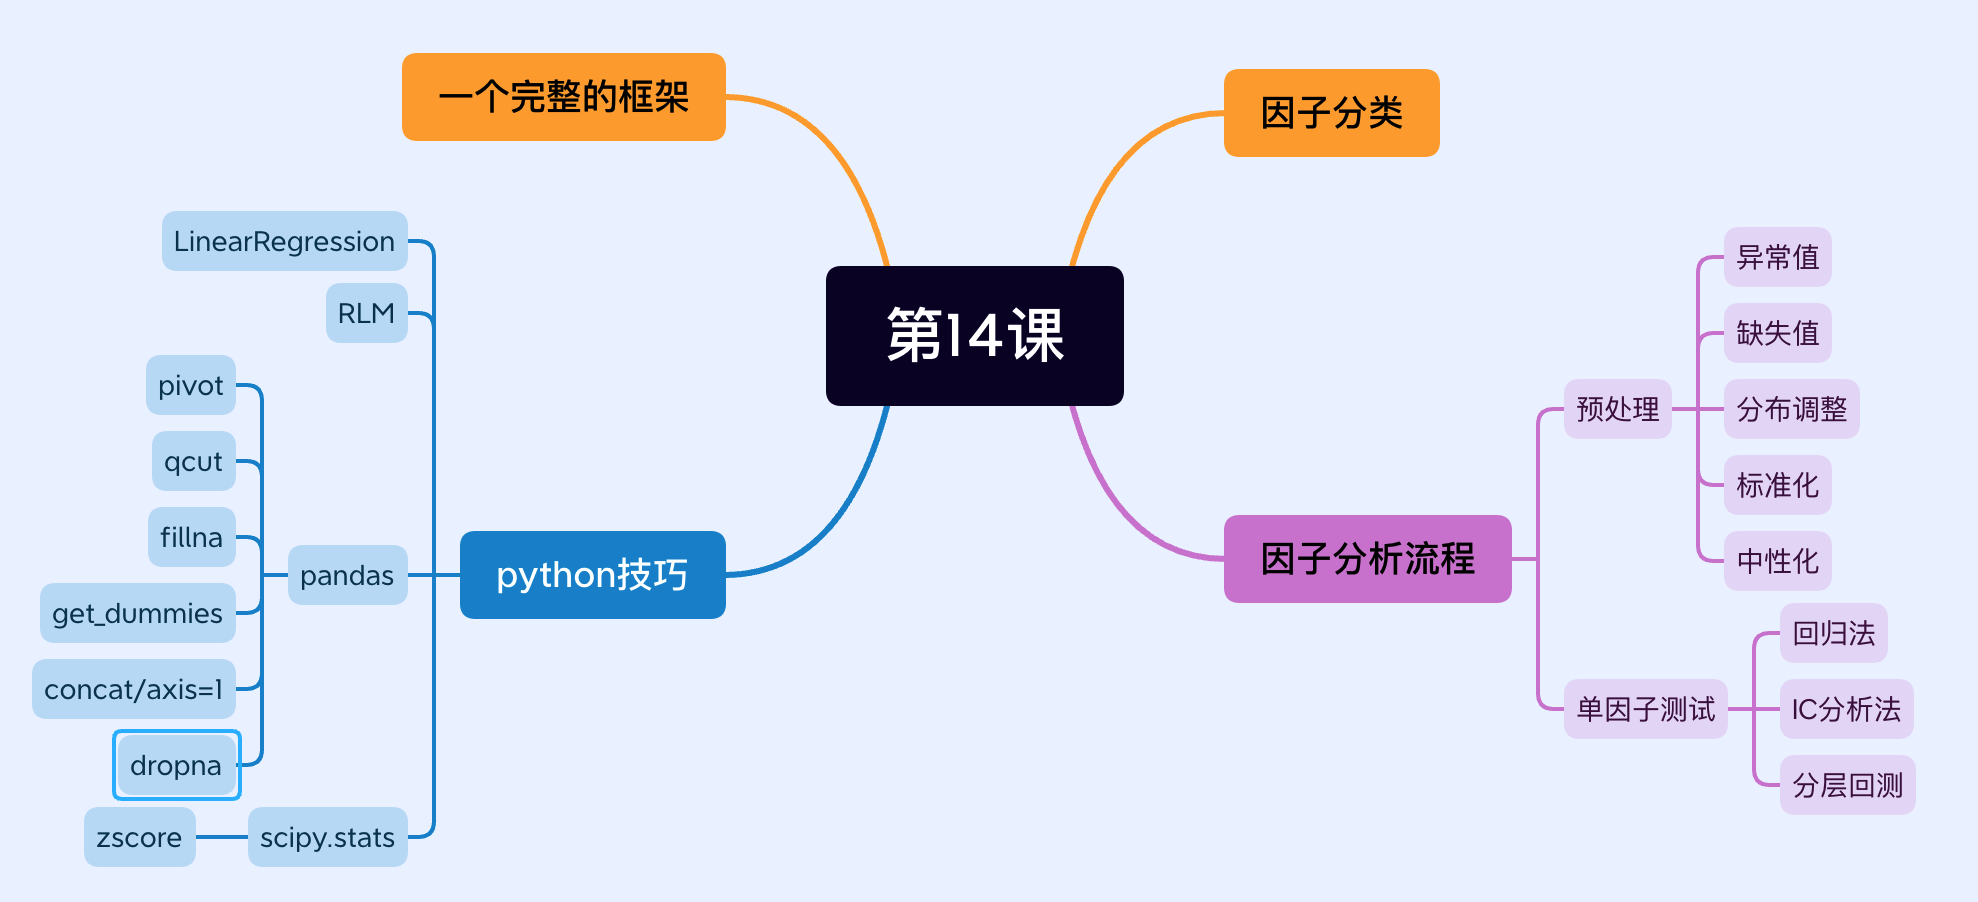 一个完整的框架
因子分类
第14课
LinearRegression
RLM
pivot
qcut
fillna
get_dummies
concat/axis=1
dropna
pandas
zscore
scipy.stats
python技巧
因子分析流程
预处理
异常值
缺失值
分布调整
标准化
中性化
单因子测试
回归法
IC分析法
分层回测